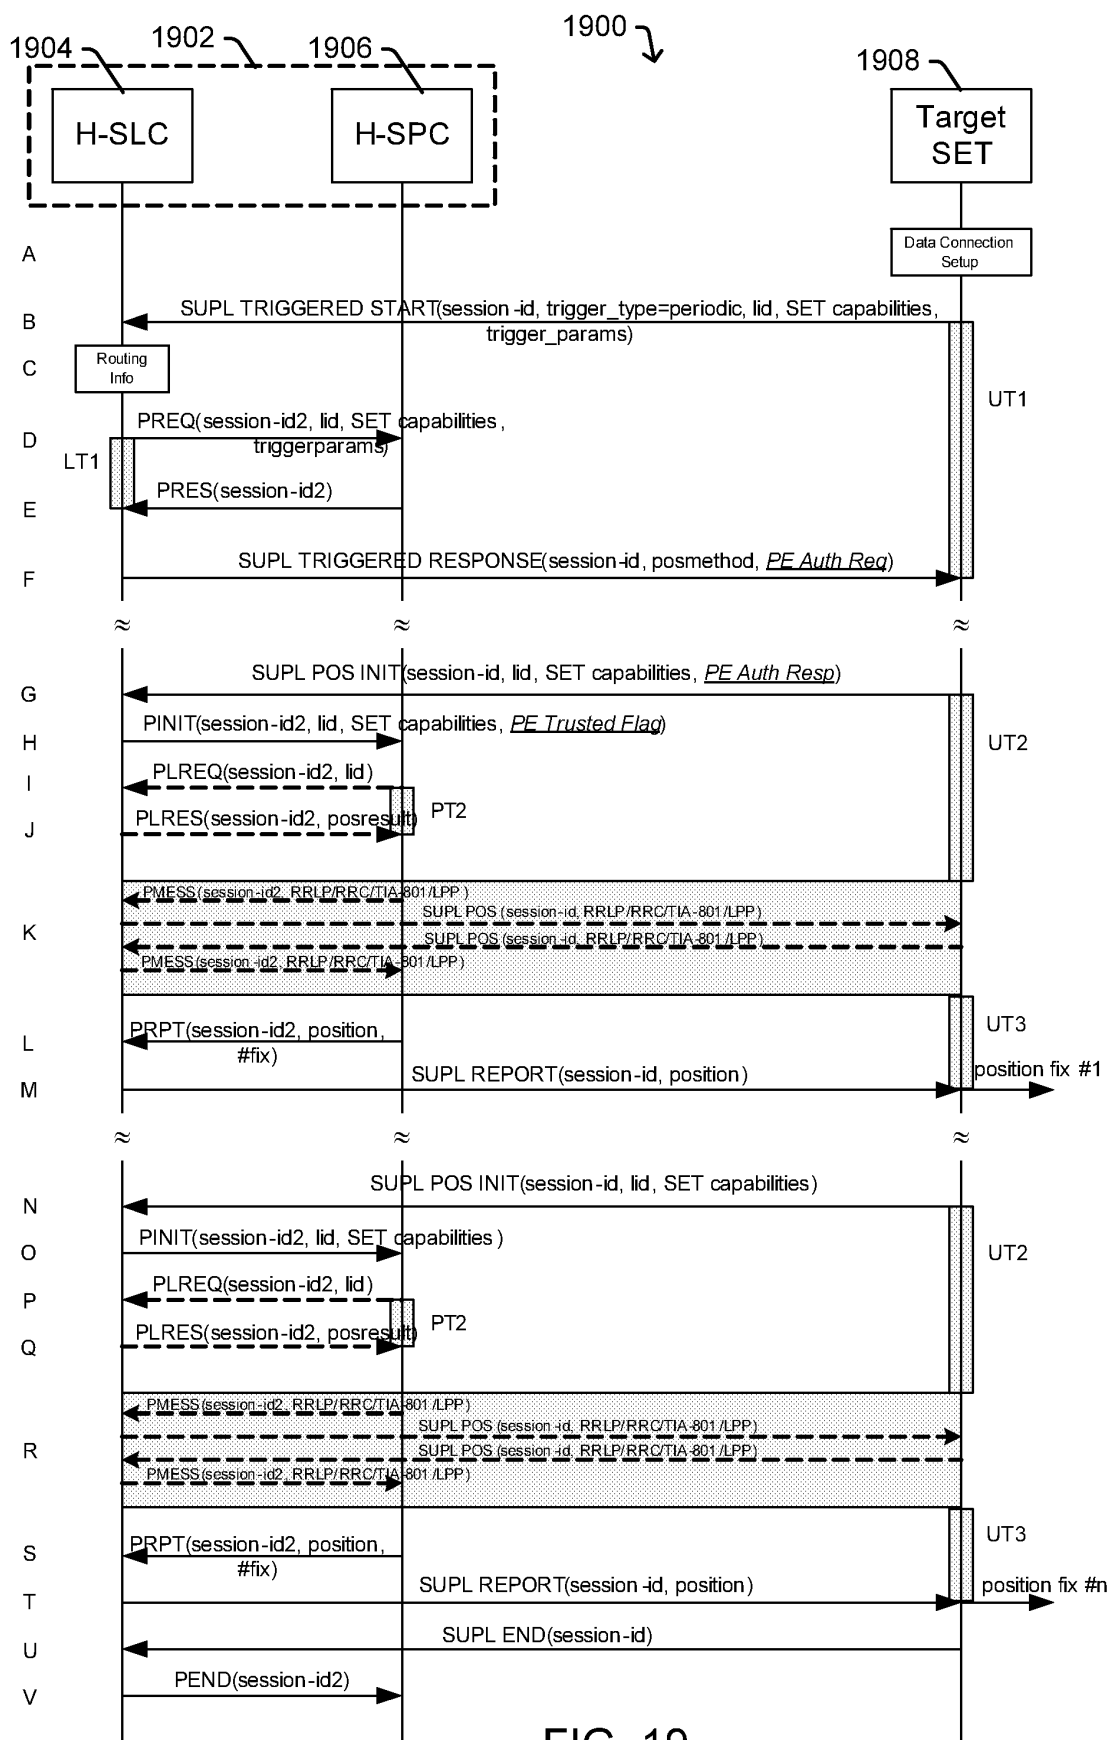 1900
1902
1904
1906
1908
H-SLC
H-SPC
Target
SET
A
Data Connection
Setup
B
SUPL TRIGGERED START(session-id, trigger_type=periodic, lid, SET capabilities,
trigger_params)
C
Routing
Info
UT1
D
PREQ(session-id2, lid, SET capabilities,
triggerparams)
LT1
E
PRES(session-id2)
F
SUPL TRIGGERED RESPONSE(session-id, posmethod, PE Auth Req)
≈ ≈ ≈
G
SUPL POS INIT(session-id, lid, SET capabilities, PE Auth Resp)
H
PINIT(session-id2, lid, SET capabilities, PE Trusted Flag)
UT2
I
PLREQ(session-id2, lid)
J
PLRES(session-id2, posresult)
PT2
K
PMESS(session-id2, RRLP/RRC/TIA-801/LPP)
SUPL POS(session-id, RRLP/RRC/TIA-801/LPP)
SUPL POS(session-id, RRLP/RRC/TIA-801/LPP)
PMESS(session-id2, RRLP/RRC/TIA-801/LPP)
L
PRPT(session-id2, position,
#fix)
UT3
M
SUPL REPORT(session-id, position)
position fix #1
≈ ≈ ≈
N
SUPL POS INIT(session-id, lid, SET capabilities)
O
PINIT(session-id2, lid, SET capabilities)
UT2
P
PLREQ(session-id2, lid)
Q
PLRES(session-id2, posresult)
PT2
R
PMESS(session-id2, RRLP/RRC/TIA-801/LPP)
SUPL POS(session-id, RRLP/RRC/TIA-801/LPP)
SUPL POS(session-id, RRLP/RRC/TIA-801/LPP)
PMESS(session-id2, RRLP/RRC/TIA-801/LPP)
S
PRPT(session-id2, position,
#fix)
UT3
T
SUPL REPORT(session-id, position)
position fix #n
U
SUPL END(session-id)
V
PEND(session-id2)
FIG. 19